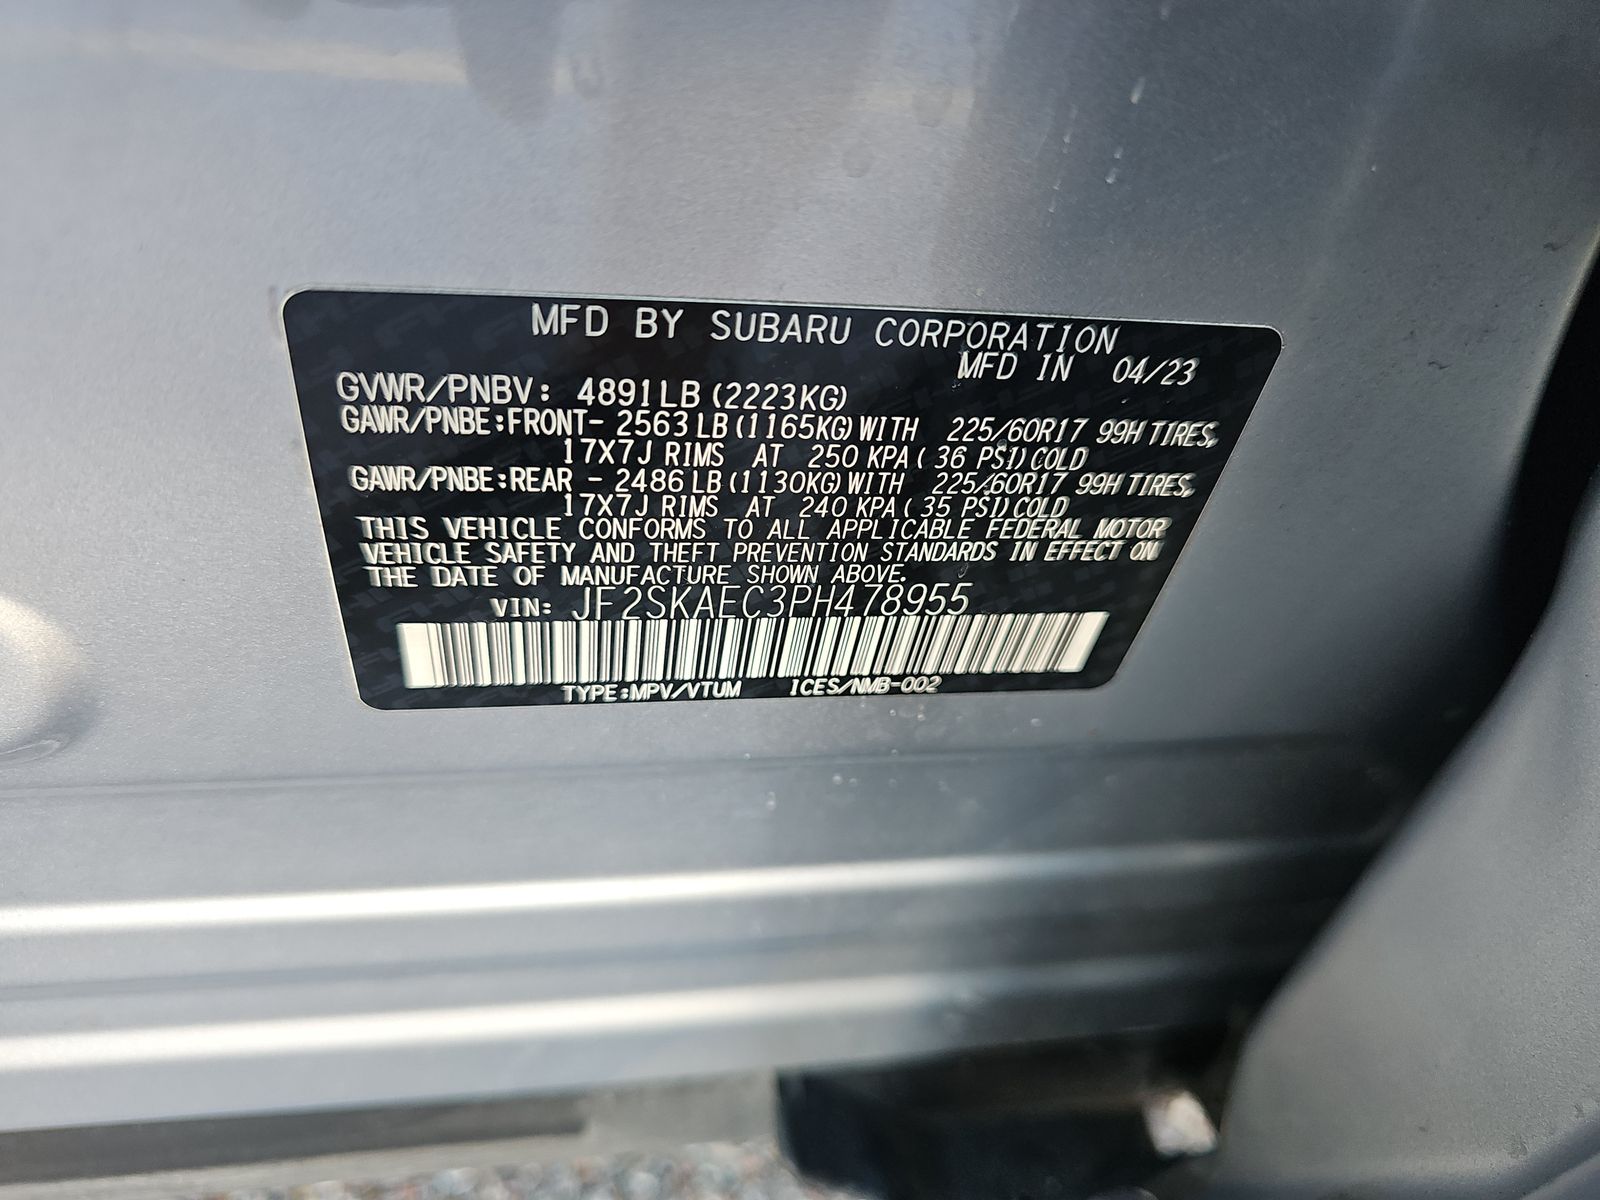 MFD BY SUBARU CORPORATION
MFD IN 04/23
GVWR/PNBV: 4891LB (2223KG)
GAWR/PNBE:FRONT- 2563LB (1165KG) WITH 225/60R17 99H TIRES,
17X7J RIMS AT 250 KPA ( 36 PSI) COLD
GAWR/PNBE:REAR - 2486LB (1130KG) WITH 225/60R17 99H TIRES,
17X7J RIMS AT 240 KPA ( 35 PSI) COLD
THIS VEHICLE CONFORMS TO ALL APPLICABLE FEDERAL MOTOR
VEHICLE SAFETY AND THEFT PREVENTION STANDARDS IN EFFECT ON
THE DATE OF MANUFACTURE SHOWN ABOVE.
VIN: JF2SKAEC3PH478955
TYPE:MPV/VTUM ICES/NMB-002